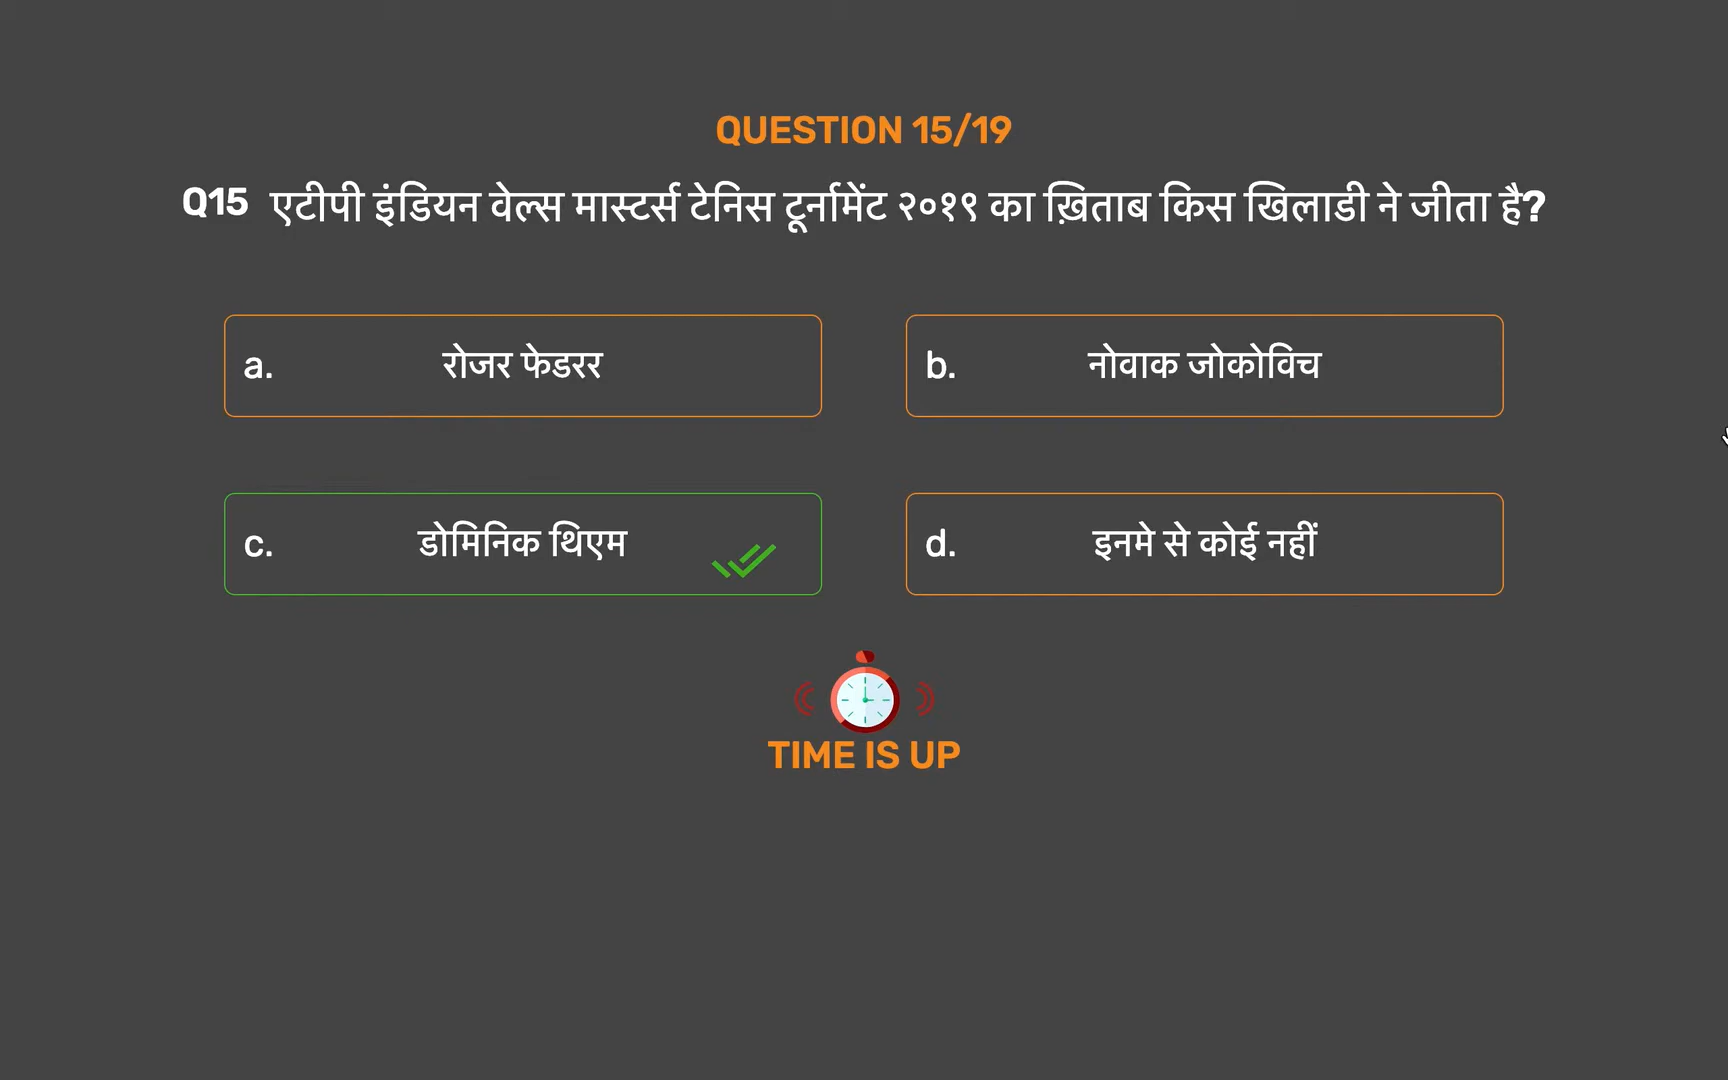 QUESTION 15/19
Q15 एटीपी इंडियन वेल्स मास्टर्स टेनिस टूर्नामेंट २०१९ का ख़िताब किस खिलाडी ने जीता है?
a. रोजर फेडरर
b. नोवाक जोकोविच
c. डोमिनिक थिएम
d. इनमे से कोई नहीं
TIME IS UP